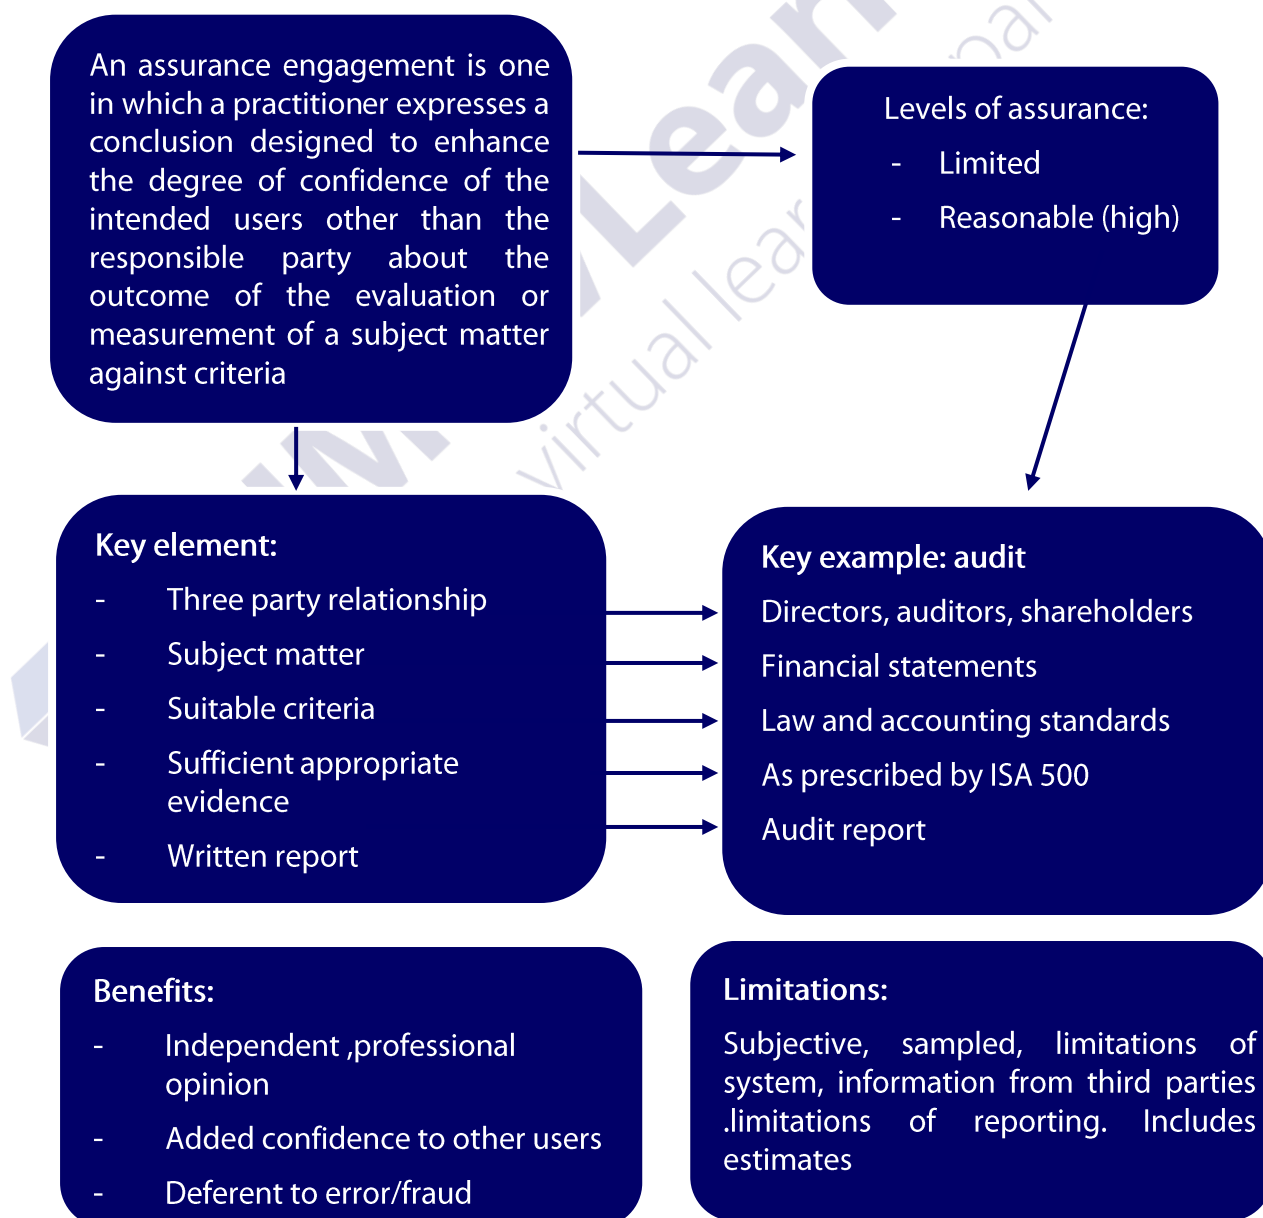 An assurance engagement is one
in which a practitioner expresses a
conclusion designed to enhance
the degree of confidence of the
intended users other than the
responsible party about the
outcome of the evaluation or
measurement of a subject matter
against criteria
Levels of assurance:
- Limited
- Reasonable (high)
Key element:
- Three party relationship
- Subject matter
- Suitable criteria
- Sufficient appropriate
evidence
- Written report
Key example: audit
Directors, auditors, shareholders
Financial statements
Law and accounting standards
As prescribed by ISA 500
Audit report
Benefits:
- Independent ,professional
opinion
- Added confidence to other users
- Deferent to error/fraud
Limitations:
Subjective, sampled, limitations of
system, information from third parties
.limitations of reporting. Includes
estimates
virtual lear